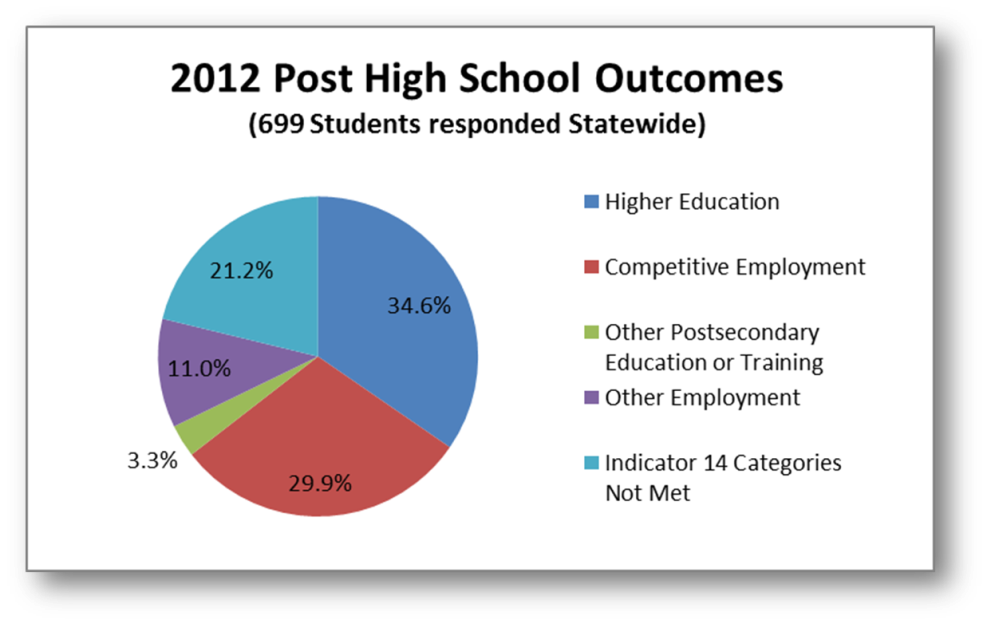 2012 Post High School Outcomes
(699 Students responded Statewide)
21.2%
34.6%
11.0%
3.3%
29.9%
Higher Education
Competitive Employment
Other Postsecondary
Education or Training
Other Employment
Indicator 14 Categories
Not Met